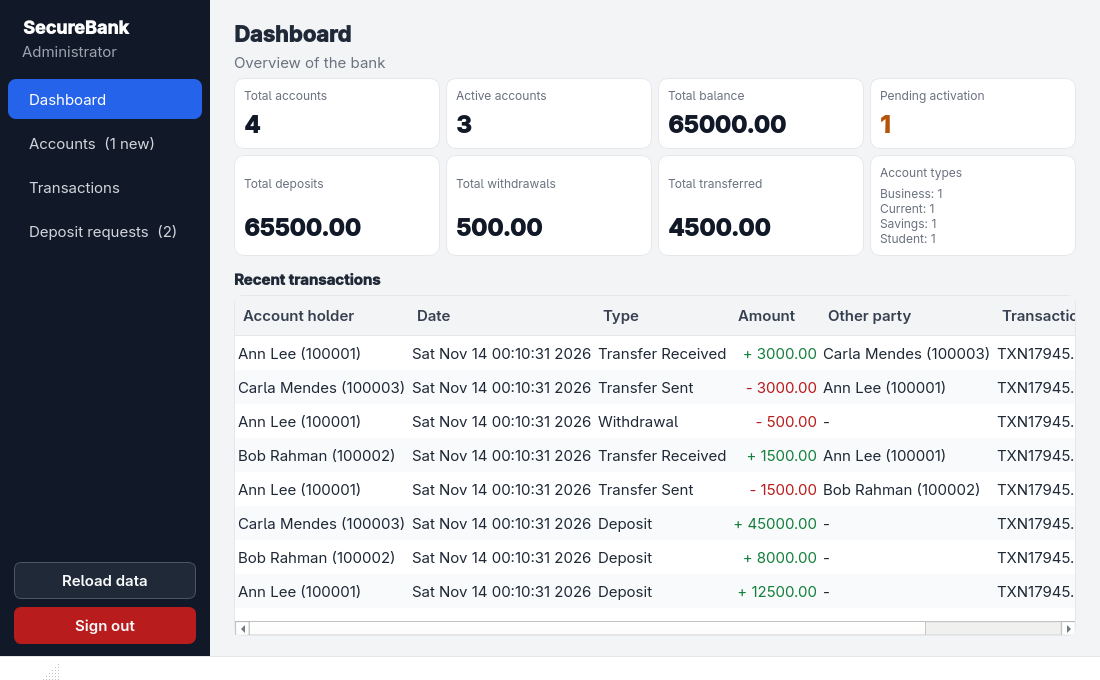 SecureBank
Administrator
Dashboard
Accounts (1 new)
Transactions
Deposit requests (2)
Reload data
Sign out
Dashboard
Overview of the bank
Total accounts
4
Active accounts
3
Total balance
65000.00
Pending activation
1
Total deposits
65500.00
Total withdrawals
500.00
Total transferred
4500.00
Account types
Business: 1
Current: 1
Savings: 1
Student: 1
Recent transactions
Account holder Date Type Amount Other party Transactio
Ann Lee (100001) Sat Nov 14 00:10:31 2026 Transfer Received + 3000.00 Carla Mendes (100003) TXN17945.
Carla Mendes (100003) Sat Nov 14 00:10:31 2026 Transfer Sent - 3000.00 Ann Lee (100001) TXN17945.
Ann Lee (100001) Sat Nov 14 00:10:31 2026 Withdrawal - 500.00 - TXN17945.
Bob Rahman (100002) Sat Nov 14 00:10:31 2026 Transfer Received + 1500.00 Ann Lee (100001) TXN17945.
Ann Lee (100001) Sat Nov 14 00:10:31 2026 Transfer Sent - 1500.00 Bob Rahman (100002) TXN17945.
Carla Mendes (100003) Sat Nov 14 00:10:31 2026 Deposit + 45000.00 - TXN17945.
Bob Rahman (100002) Sat Nov 14 00:10:31 2026 Deposit + 8000.00 - TXN17945.
Ann Lee (100001) Sat Nov 14 00:10:31 2026 Deposit + 12500.00 - TXN17945.